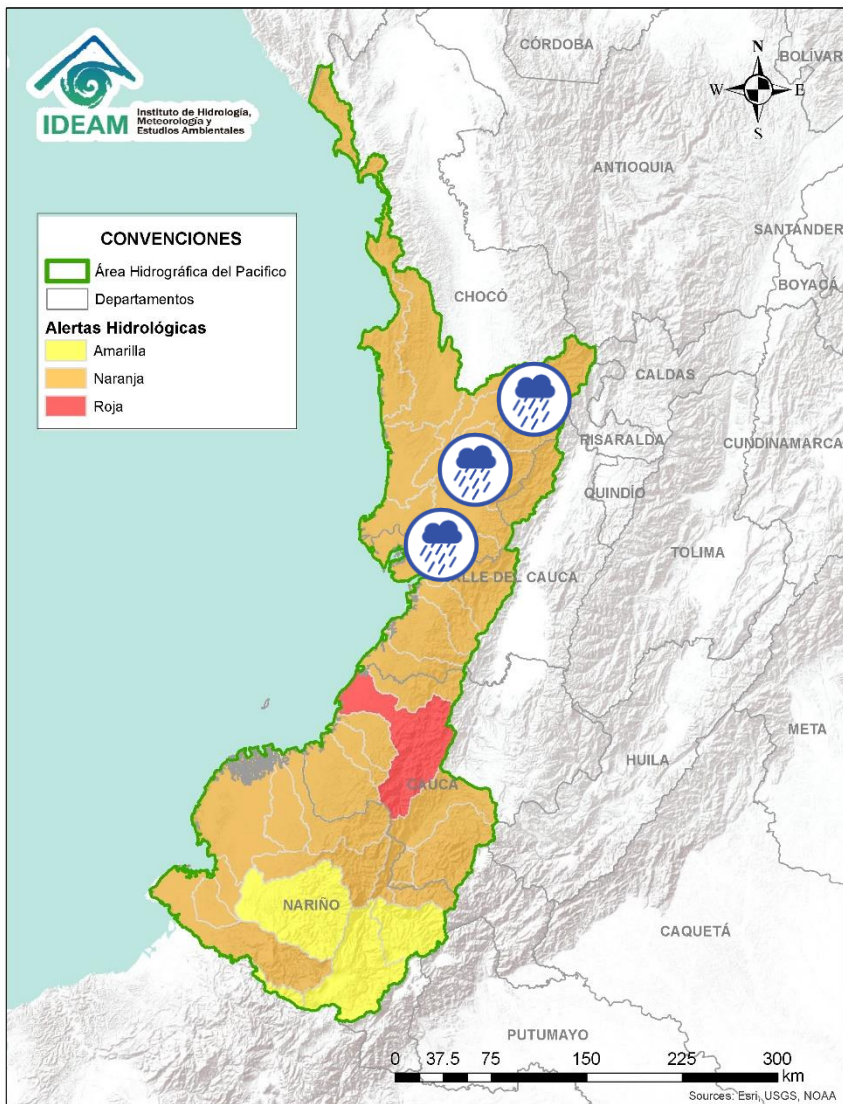 IDEAM
Instituto de Hidrología,
Meteorología y
Estudios Ambientales
CÓRDOBA
BOLÍVAR
N
W
E
S
ANTIOQUIA
SANTANDER
BOYACÁ
CONVENCIONES
Área Hidrográfica del Pacifico
Departamentos
Alertas Hidrológicas
Amarilla
Naranja
Roja
CHOCÓ
CALDAS
RISARALDA
CUNDINAMARCA
QUINDÍO
TOLIMA
ALLE DEL CAUCA
META
HUILA
CAUCA
NARIÑO
CAQUETÁ
PUTUMAYO
0 37.5 75 150 225 300
km
Sources: Esri, USGS, NOAA